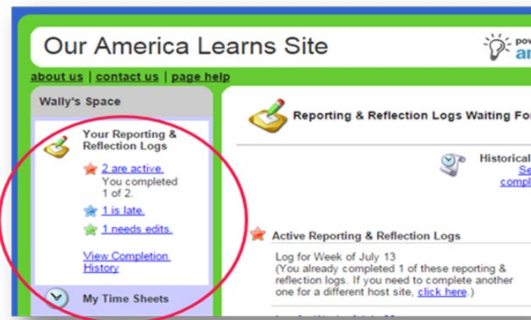 Our America Learns Site
about us | contact us | page help
Wally's Space
Your Reporting &
Reflection Logs
2 are active.
You completed
1 of 2.
1 is late.
1 needs edits.
View Completion
History
My Time Sheets
Reporting & Reflection Logs Waiting
Historical
Active Reporting & Reflection Logs
Log for Week of July 13
(You already completed 1 of these reporting &
reflection logs. If you need to complete another
one for a different host site, click here.)